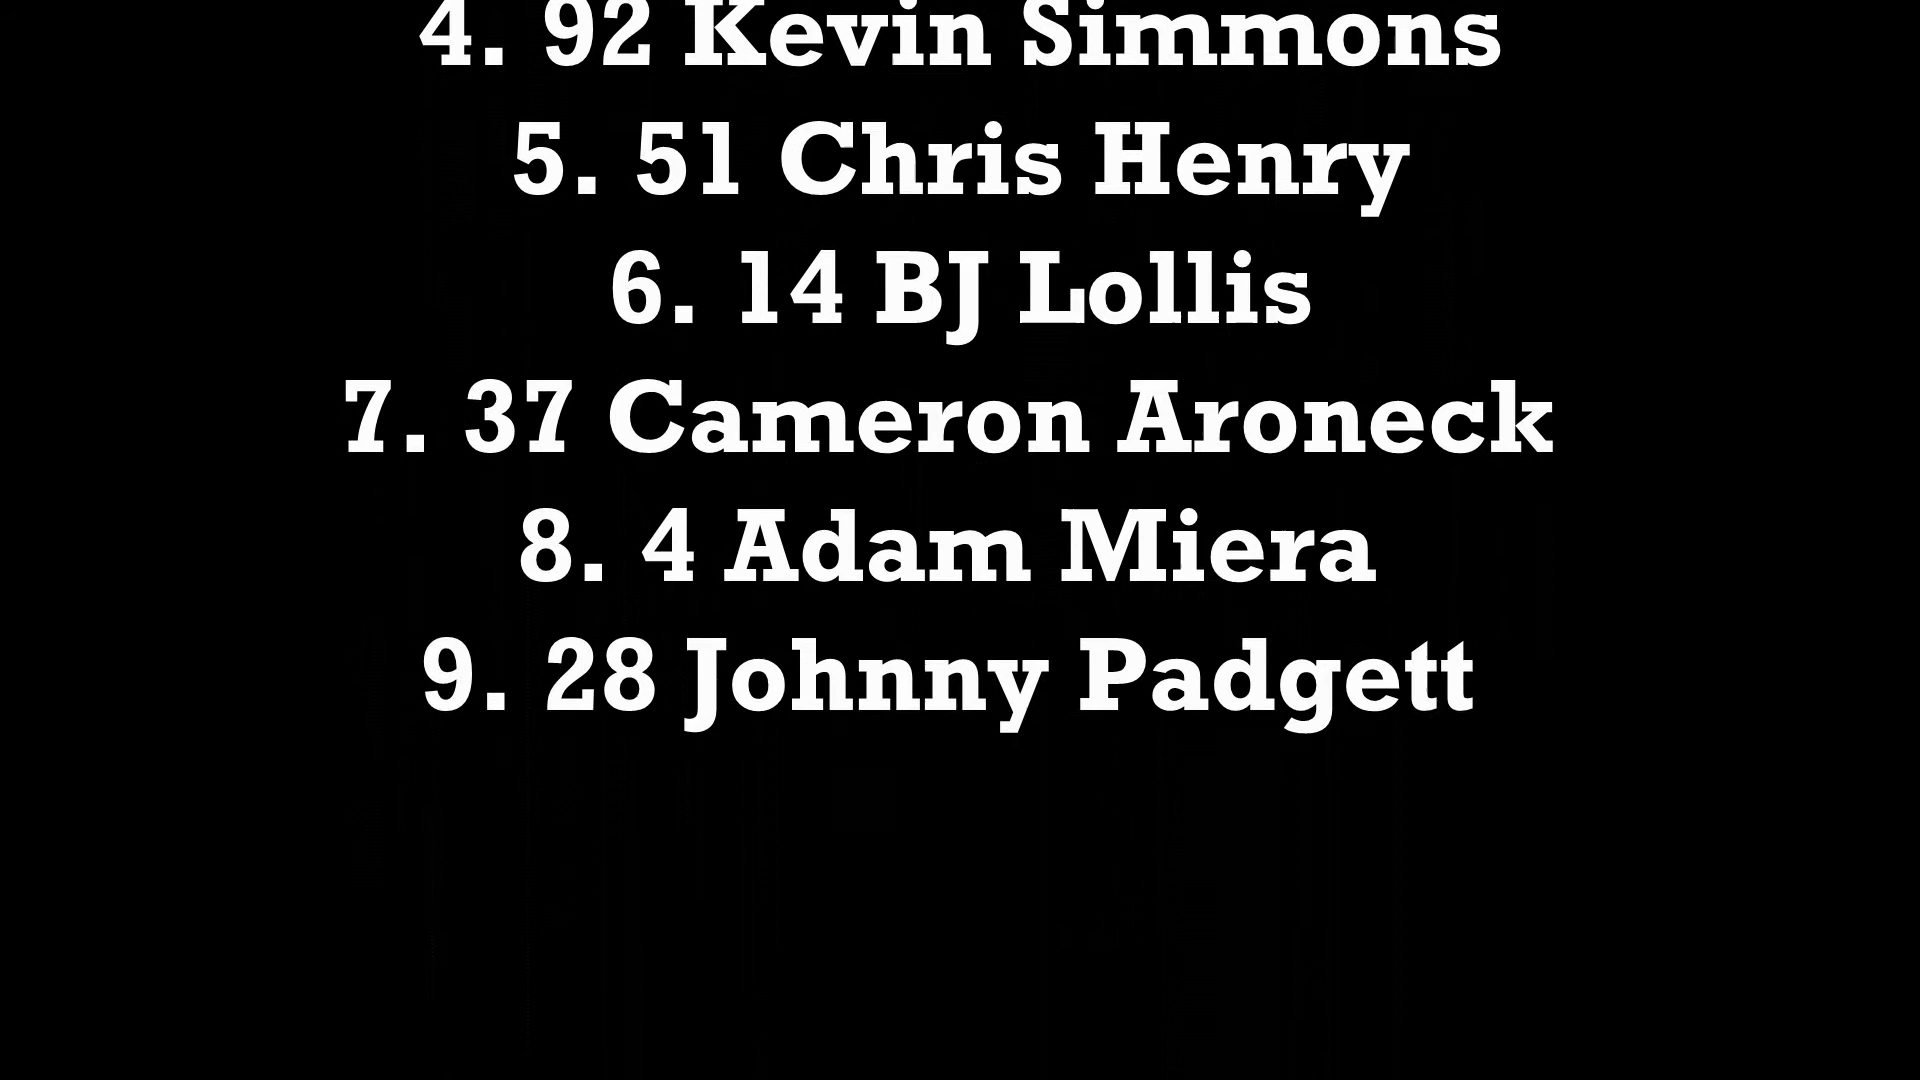 4. 92 Kevin Simmons
5. 51 Chris Henry
6. 14 BJ Lollis
7. 37 Cameron Aroneck
8. 4 Adam Miera
9. 28 Johnny Padgett